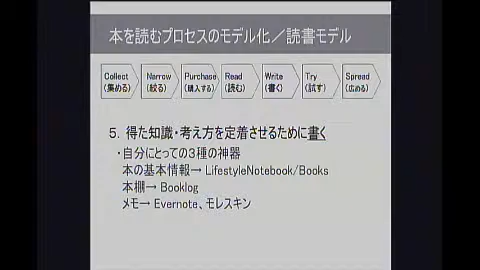 本を読むプロセスのモデル化／読書モデル
Collect
(集める)
Narrow
(絞る)
Purchase
(購入する)
Read
(読む)
Write
(書く)
Try
(試す)
Spread
(広める)
５．得た知識・考え方を定着させるために書く
・自分にとっての３種の神器
本の基本情報→ LifestyleNotebook/Books
本棚→ Booklog
メモ→ Evernote、モレスキン